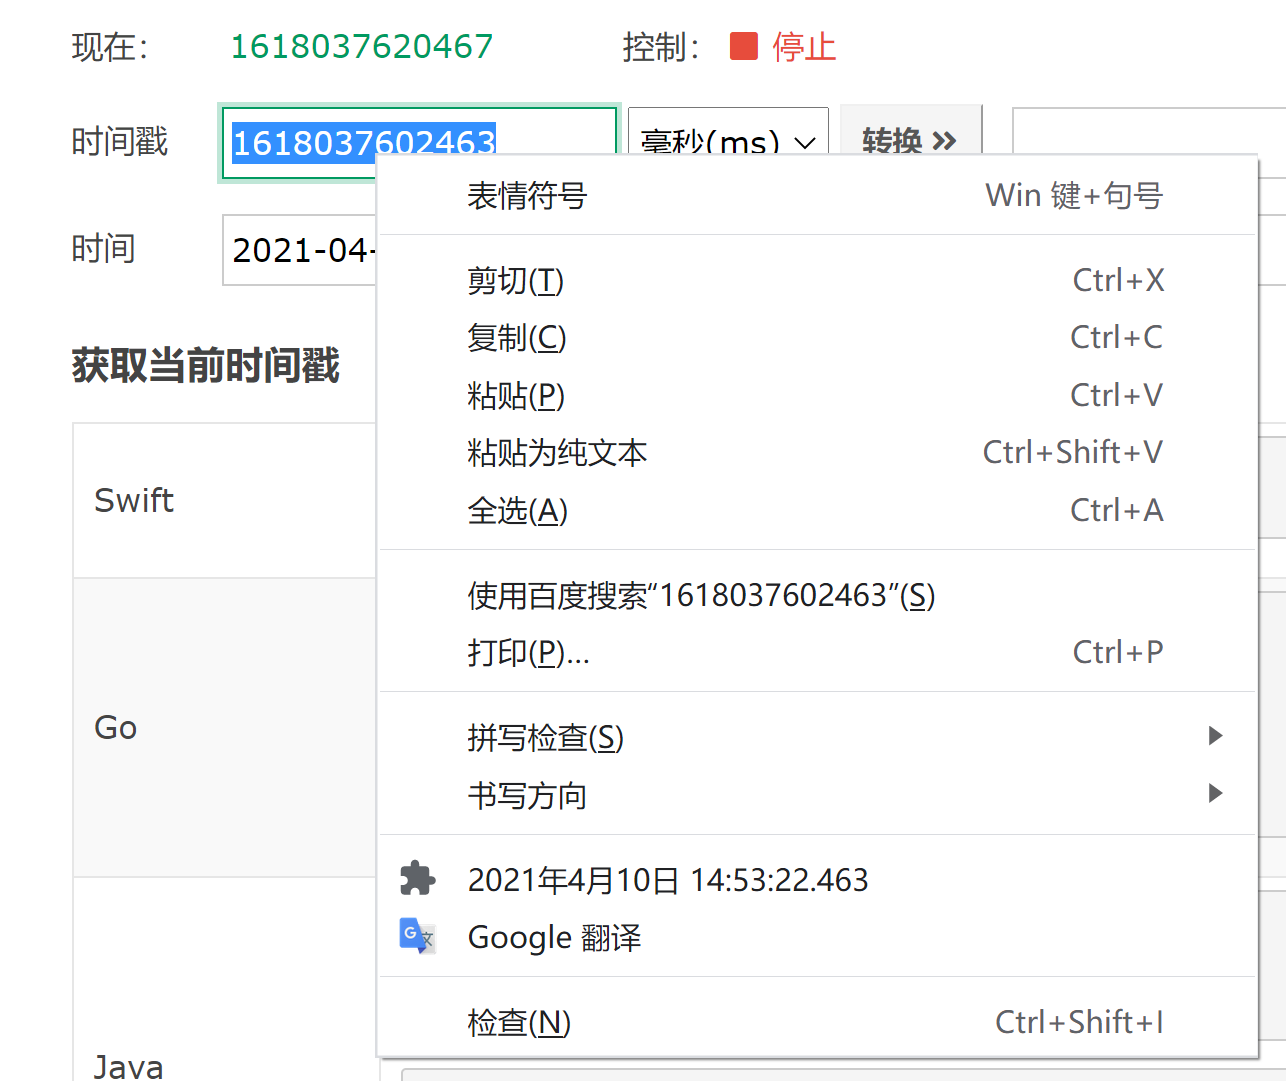 现在： 1618037620467 控制： 停止
时间戳 1618037602463 毫秒(ms) 转换 »
时间 2021-04-
获取当前时间戳
Swift
Go
Java
表情符号 Win 键+句号
剪切(T) Ctrl+X
复制(C) Ctrl+C
粘贴(P) Ctrl+V
粘贴为纯文本 Ctrl+Shift+V
全选(A) Ctrl+A
使用百度搜索“1618037602463”(S)
打印(P)... Ctrl+P
拼写检查(S)
书写方向
2021年4月10日 14:53:22.463
Google 翻译
检查(N) Ctrl+Shift+I